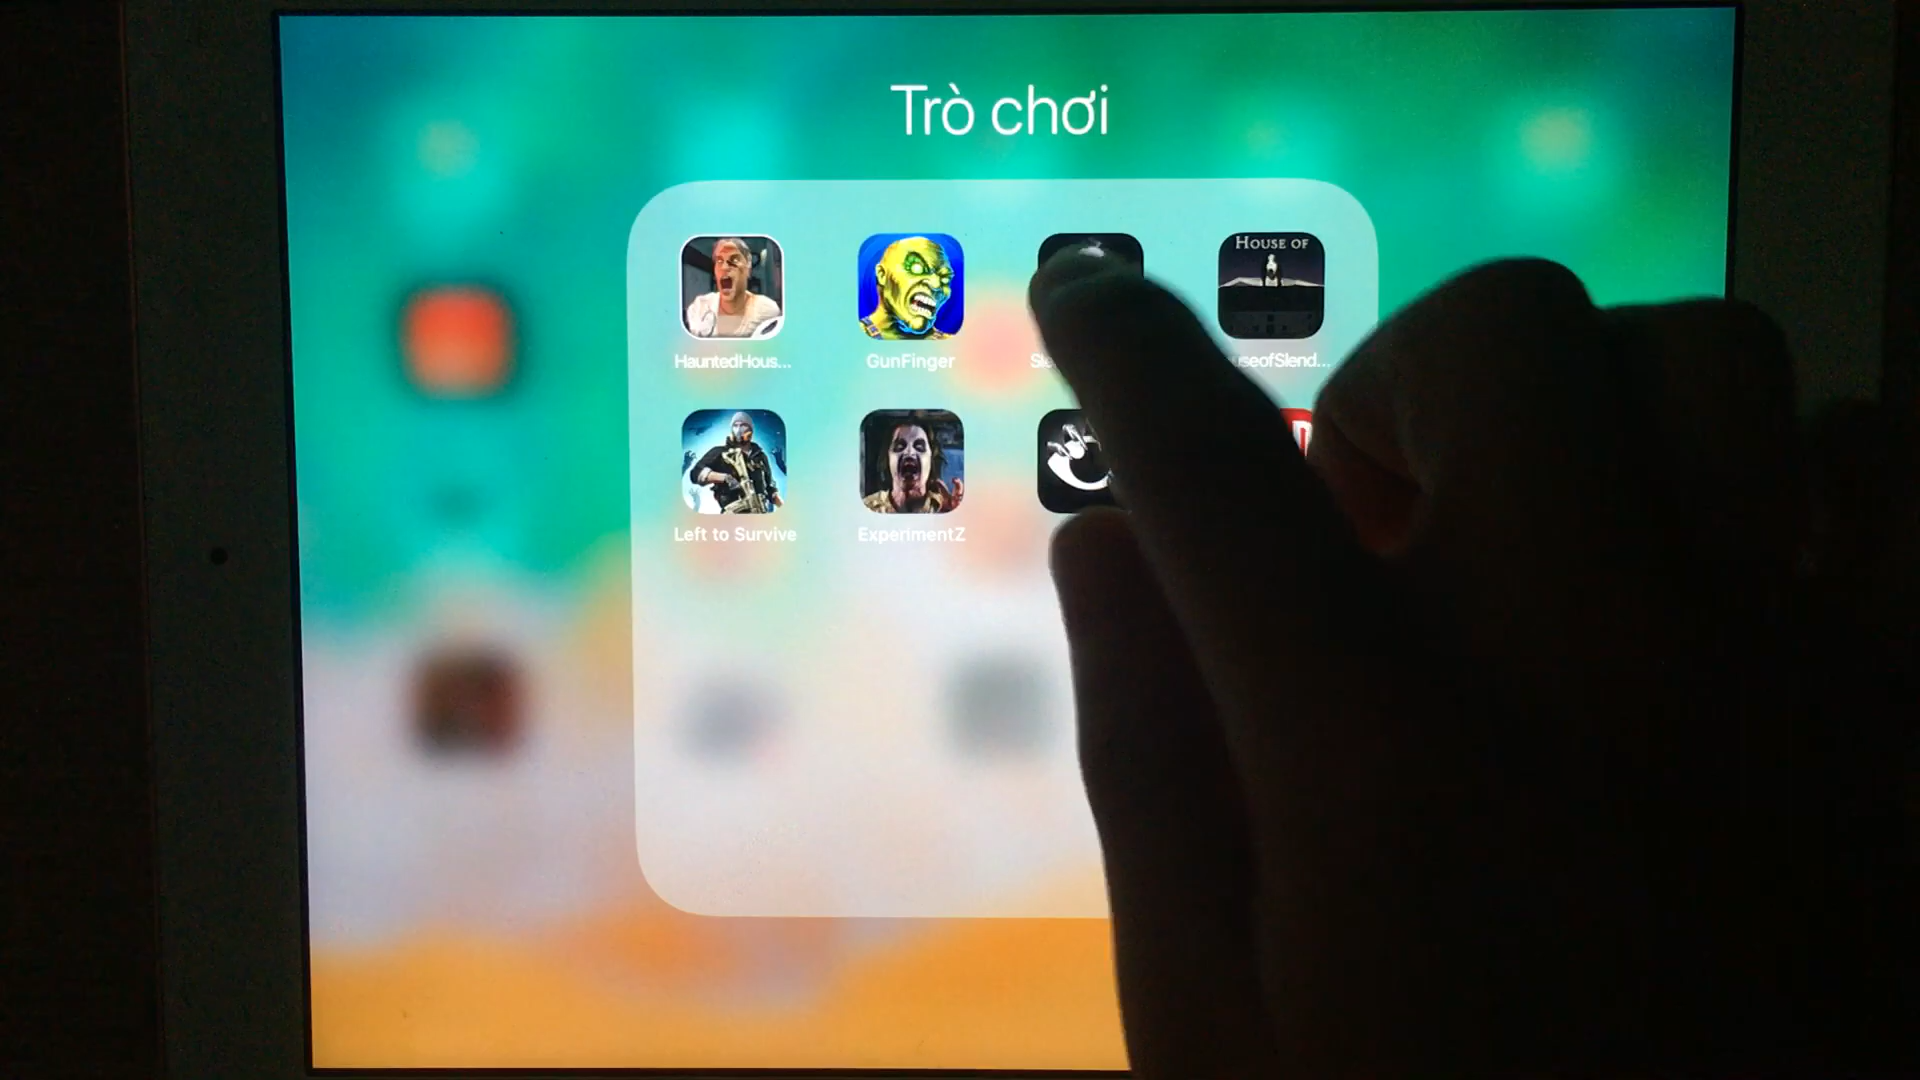 Trò chơi
HOUSE OF
HauntedHous...
GunFinger
Left to Survive
ExperimentZ